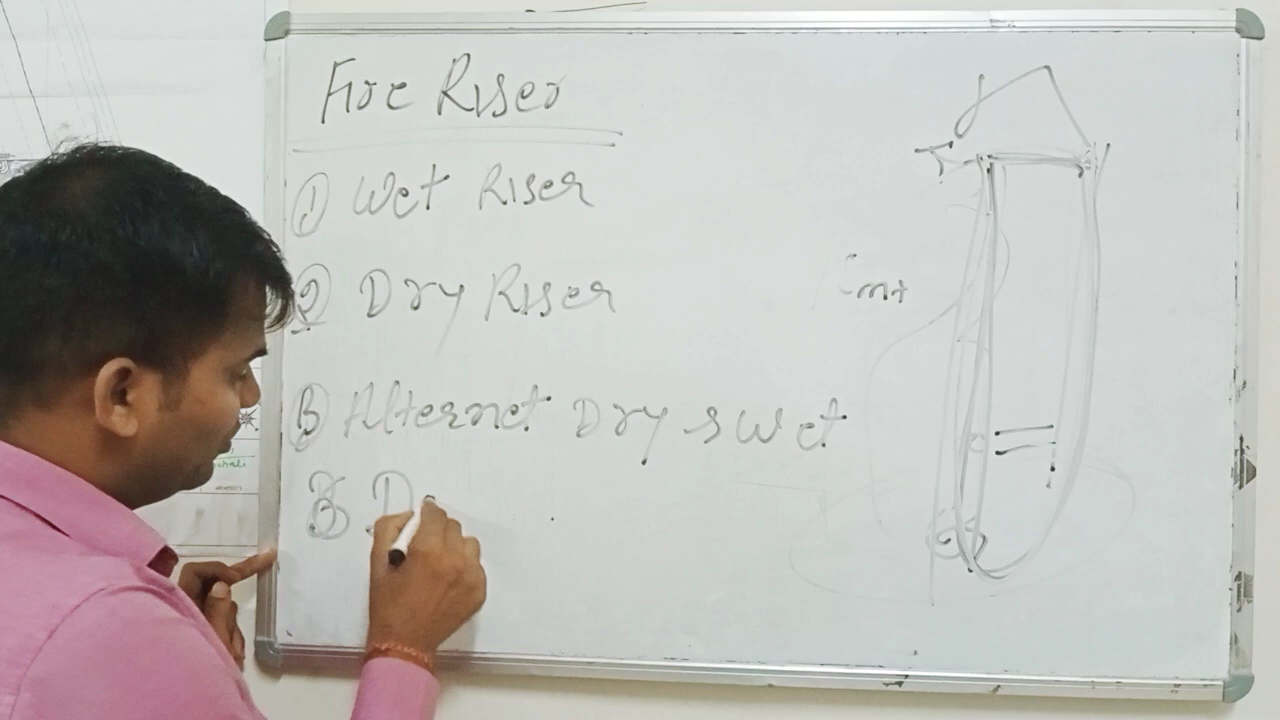 Fire Riser
① Wet Riser
② Dry Riser
③ Alternet Dry & Wet
D